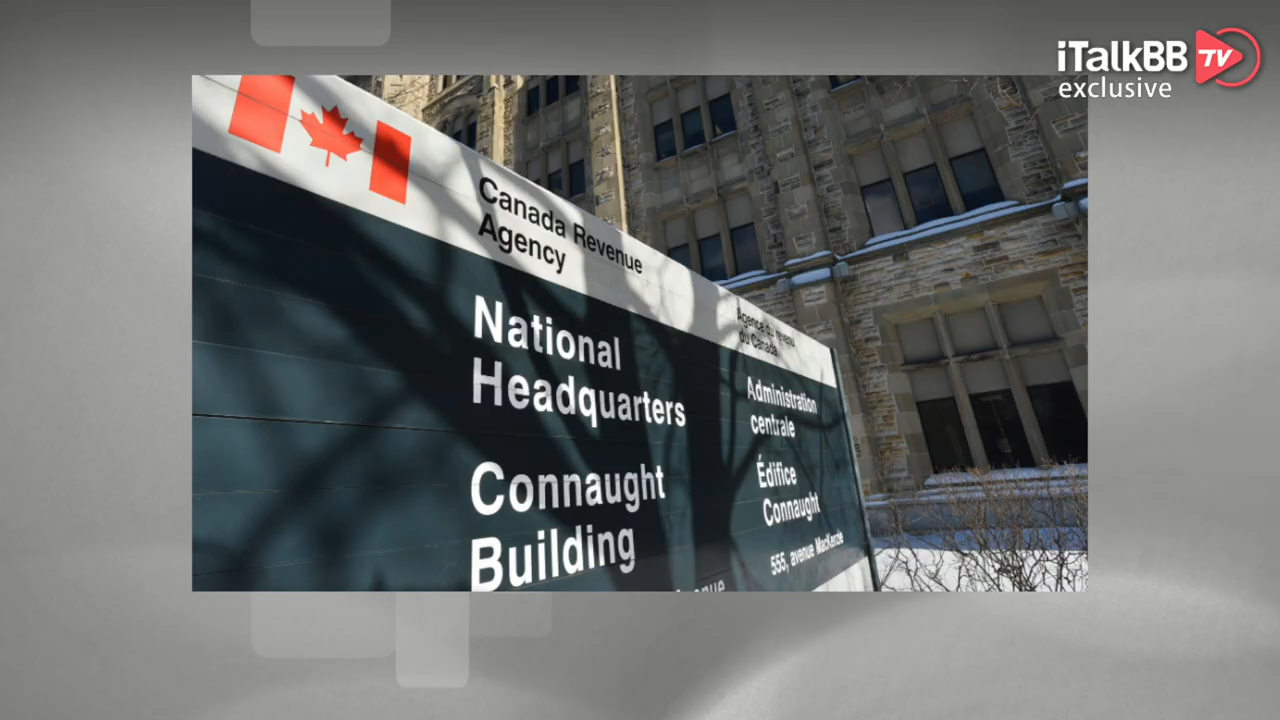 iTalkBB TV
exclusive
Canada Revenue
Agency
Agence du revenu
du Canada
National
Headquarters
Administration
centrale
Connaught
Building
Édifice
Connaught
555, avenue MacKenzie